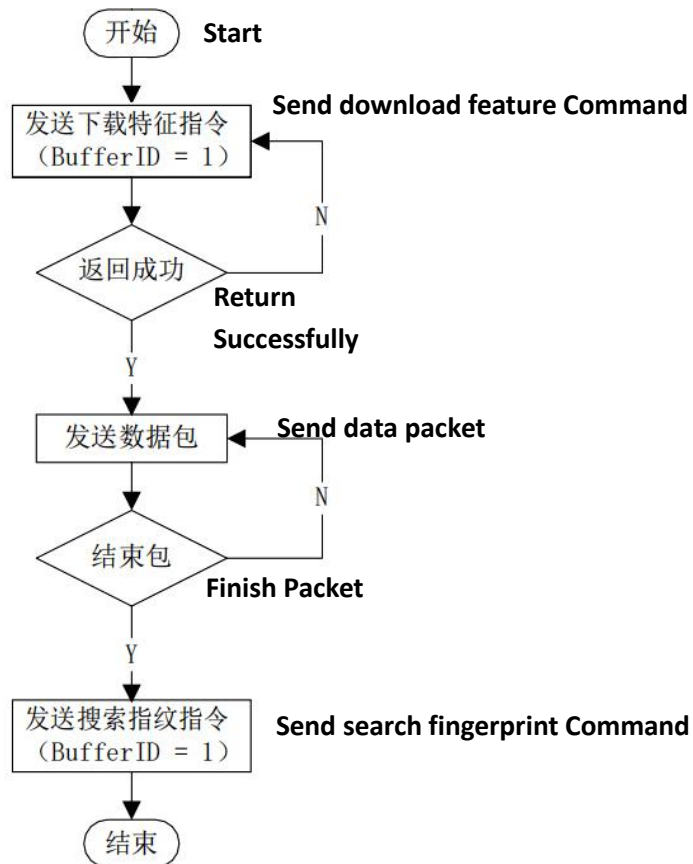 开始 Start
Send download feature Command
发送下载特征指令
（BufferID = 1）
N
返回成功
Return
Successfully
Y
发送数据包 Send data packet
N
结束包
Finish Packet
Y
发送搜索指纹指令 Send search fingerprint Command
（BufferID = 1）
结束